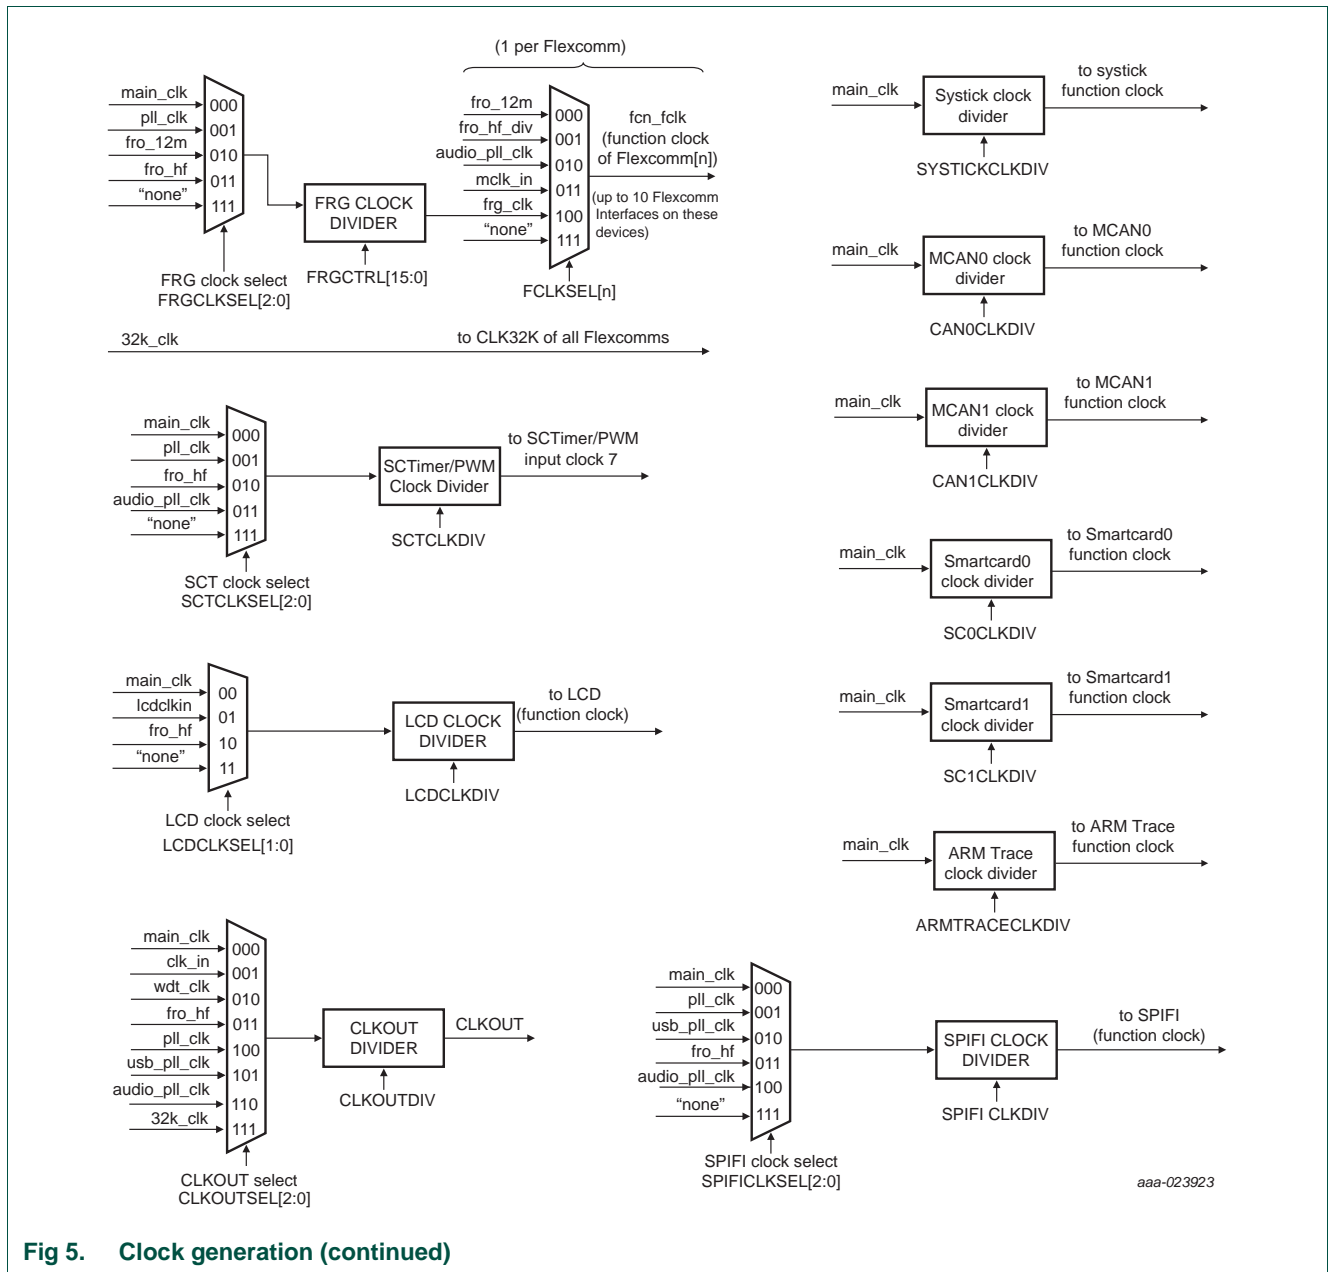 (1 per Flexcomm)
main_clk
pll_clk
fro_12m
fro_hf
“none”
000
001
010
011
111
FRG clock select
FRGCLKSEL[2:0]
FRG CLOCK
DIVIDER
FRGCTRL[15:0]
fro_12m
fro_hf_div
audio_pll_clk
mclk_in
frg_clk
“none”
000
001
010
011
100
111
FCLKSEL[n]
fcn_fclk
(function clock
of Flexcomm[n])
(up to 10 Flexcomm
Interfaces on these
devices)
32k_clk
to CLK32K of all Flexcomms
main_clk
pll_clk
fro_hf
audio_pll_clk
“none”
000
001
010
011
111
SCT clock select
SCTCLKSEL[2:0]
SCTimer/PWM
Clock Divider
SCTCLKDIV
to SCTimer/PWM
input clock 7
main_clk
lcdclkin
fro_hf
“none”
00
01
10
11
LCD clock select
LCDCLKSEL[1:0]
LCD CLOCK
DIVIDER
LCDCLKDIV
to LCD
(function clock)
main_clk
clk_in
wdt_clk
fro_hf
pll_clk
usb_pll_clk
audio_pll_clk
32k_clk
000
001
010
011
100
101
110
111
CLKOUT select
CLKOUTSEL[2:0]
CLKOUT
DIVIDER
CLKOUTDIV
CLKOUT
main_clk
Systick clock
divider
SYSTICKCLKDIV
to systick
function clock
main_clk
MCAN0 clock
divider
CAN0CLKDIV
to MCAN0
function clock
main_clk
MCAN1 clock
divider
CAN1CLKDIV
to MCAN1
function clock
main_clk
Smartcard0
clock divider
SC0CLKDIV
to Smartcard0
function clock
main_clk
Smartcard1
clock divider
SC1CLKDIV
to Smartcard1
function clock
main_clk
ARM Trace
clock divider
ARMTRACECLKDIV
to ARM Trace
function clock
main_clk
pll_clk
usb_pll_clk
fro_hf
audio_pll_clk
“none”
000
001
010
011
100
111
SPIFI clock select
SPIFICLKSEL[2:0]
SPIFI CLOCK
DIVIDER
SPIFI CLKDIV
to SPIFI
(function clock)
aaa-023923
Fig 5. Clock generation (continued)